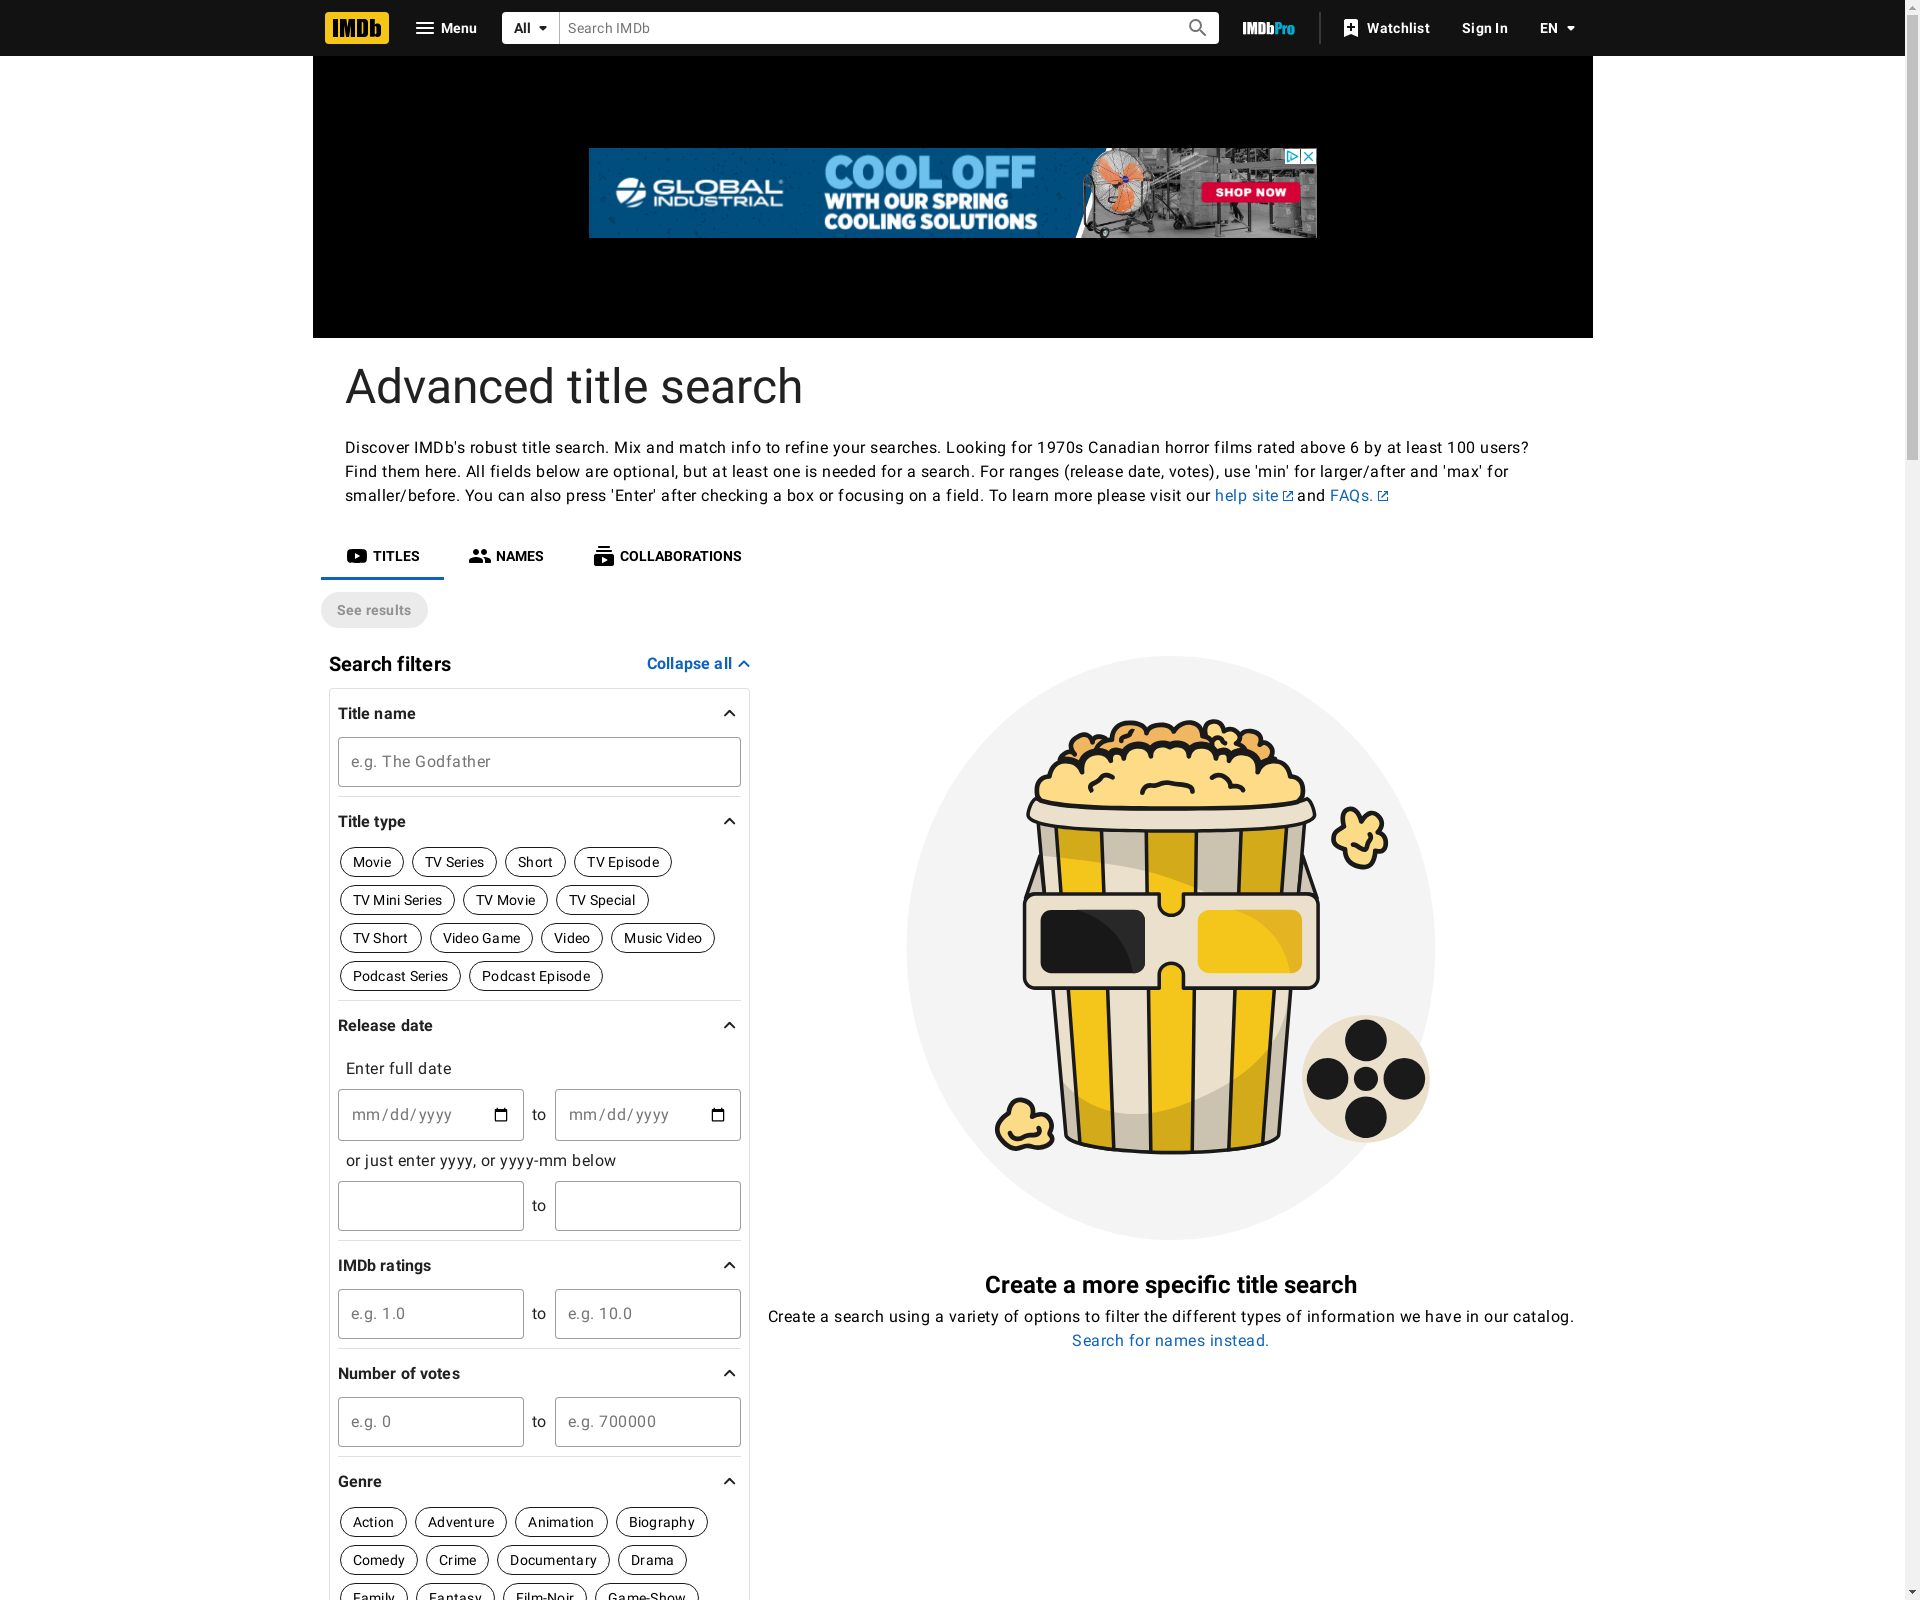 IMDb Menu All Search IMDb IMDbPro Watchlist Sign In EN
GLOBAL INDUSTRIAL
COOL OFF
WITH OUR SPRING
COOLING SOLUTIONS
SHOP NOW
Advanced title search
Discover IMDb's robust title search. Mix and match info to refine your searches. Looking for 1970s Canadian horror films rated above 6 by at least 100 users?
Find them here. All fields below are optional, but at least one is needed for a search. For ranges (release date, votes), use 'min' for larger/after and 'max' for
smaller/before. You can also press 'Enter' after checking a box or focusing on a field. To learn more please visit our help site and FAQs.
TITLES NAMES COLLABORATIONS
See results
Search filters Collapse all
Title name
e.g. The Godfather
Title type
Movie TV Series Short TV Episode
TV Mini Series TV Movie TV Special
TV Short Video Game Video Music Video
Podcast Series Podcast Episode
Release date
Enter full date
mm/dd/yyyy to mm/dd/yyyy
or just enter yyyy, or yyyy-mm below
to
IMDb ratings
e.g. 1.0 to e.g. 10.0
Number of votes
e.g. 0 to e.g. 700000
Genre
Action Adventure Animation Biography
Comedy Crime Documentary Drama
Family Fantasy Film-Noir Game-Show
Create a more specific title search
Create a search using a variety of options to filter the different types of information we have in our catalog.
Search for names instead.